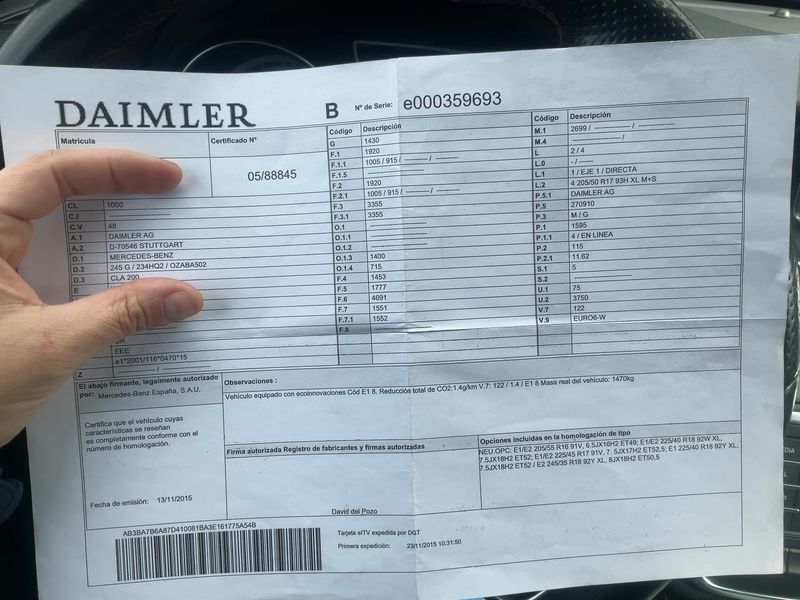 DAIMLER
B Nº de Serie: e000359693
Matricula
Certificado Nº
05/88845
CL 1000
C.I
C.V 48
A.1 DAIMLER AG
A.2 D-70546 STUTTGART
D.1 MERCEDES-BENZ
D.2 245 G / 234HQ2 / OZABA502
D.3 CLA 200
E
EEE
e1*2001/116*0470*15
Z
Código Descripción
G 1430
F.1 1920
F.1.1 1005 / 915 / ---------- / ----------
F.1.5
F.2 1920
F.2.1 1005 / 915 / ---------- / ----------
F.3 3355
F.3.1 3355
O.1
O.1.1
O.1.2
O.1.3 1400
O.1.4 715
F.4 1453
F.5 1777
F.6 4691
F.7 1551
F.7.1 1552
F.8
Código Descripción
M.1 2699 / ---------- / ----------
M.4
L 2 / 4
L.0 - / ------
L.1 1 / EJE 1 / DIRECTA
L.2 4 205/50 R17 93H XL M+S
P.5.1 DAIMLER AG
P.5 270910
P.3 M / G
P.1 1595
P.1.1 4 / EN LINEA
P.2 115
P.2.1 11.62
S.1 5
S.2
U.1 75
U.2 3750
V.7 122
V.9 EURO6-W
El abajo firmante, legalmente autorizado
por: Mercedes-Benz España, S.A.U.
Certifica que el vehículo cuyas
características se reseñan
es completamente conforme con el
número de homologación.
Fecha de emisión: 13/11/2015
Observaciones :
Vehículo equipado con ecoinnovaciones Cód E1 8. Reducción total de CO2:1.4g/km V.7: 122 / 1.4 / E1 8 Masa real del vehículo: 1470kg
Firma autorizada Registro de fabricantes y firmas autorizadas
David del Pozo
Opciones incluidas en la homologación de tipo
NEU.OPC: E1/E2 205/55 R16 91V, 6.5JX16H2 ET49; E1/E2 225/40 R18 92W XL,
7.5JX18H2 ET52; E1/E2 225/45 R17 91V, 7. 5JX17H2 ET52,5; E1 225/40 R18 92Y XL,
7.5JX18H2 ET52 / E2 245/35 R18 92Y XL, 8JX18H2 ET50,5
AB3BA7B6A87D410081BA3E161775A54B
Tarjeta eITV expedida por DGT
Primera expedición: 23/11/2015 10:31:50